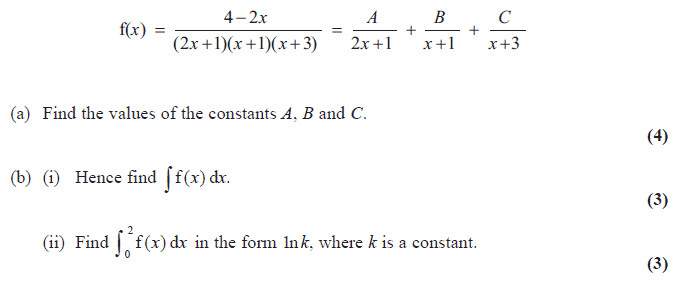 f(x) = \frac{4-2x}{(2x+1)(x+1)(x+3)} = \frac{A}{2x+1} + \frac{B}{x+1} + \frac{C}{x+3}
(a) Find the values of the constants A, B and C.
(4)
(b) (i) Hence find ∫f(x) dx.
(3)
(ii) Find ∫_0^2 f(x) dx in the form ln k, where k is a constant.
(3)